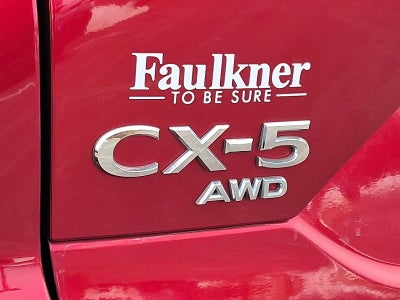 Faulkner
TO BE SURE
CX-5
AWD